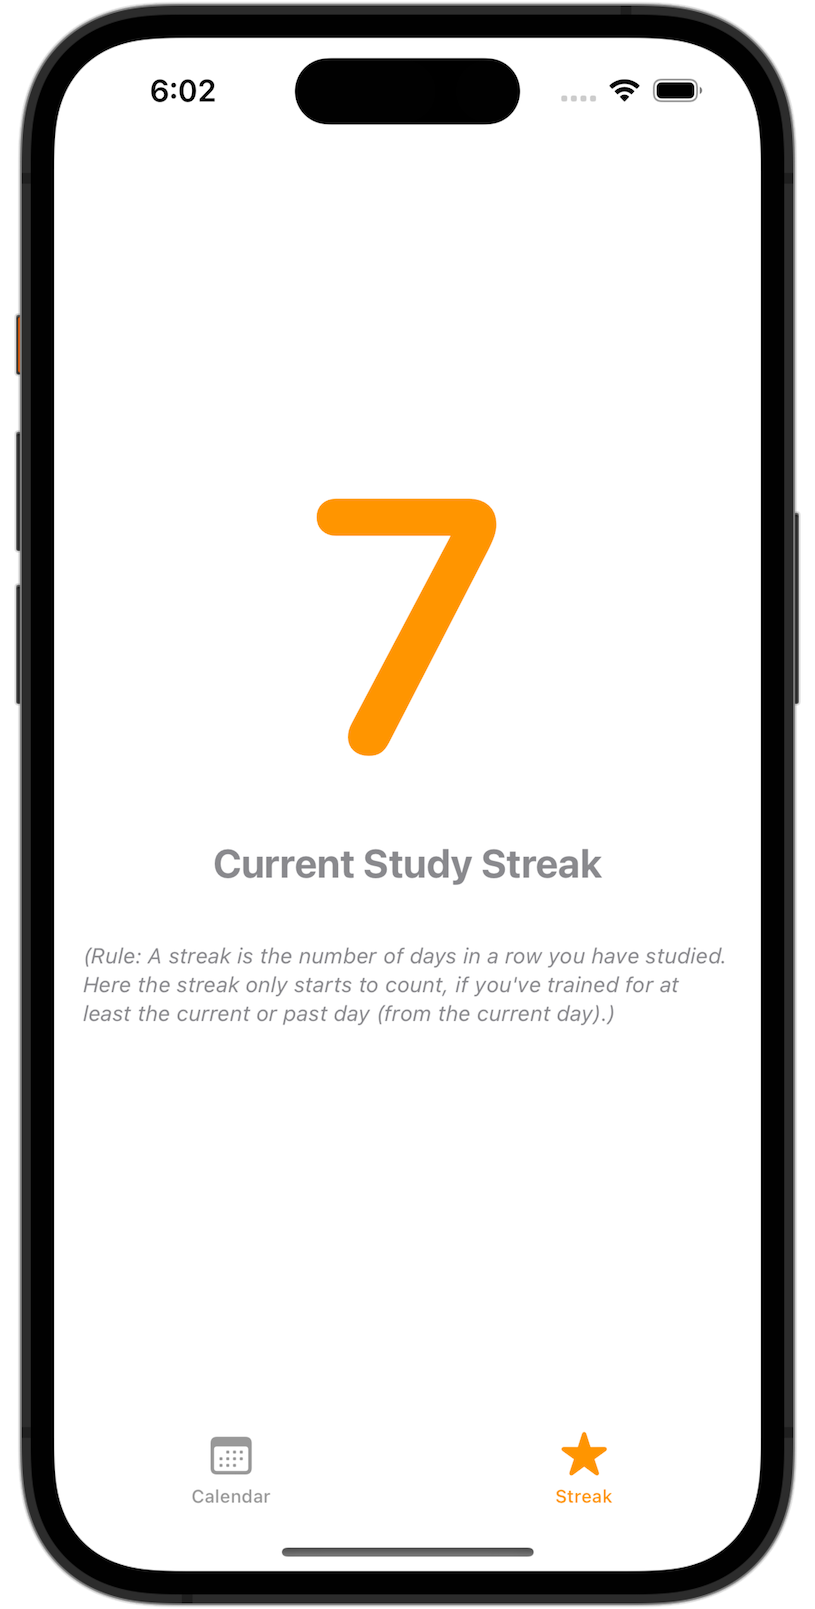 6:02
7
Current Study Streak
(Rule: A streak is the number of days in a row you have studied.
Here the streak only starts to count, if you've trained for at
least the current or past day (from the current day).)
Calendar
Streak